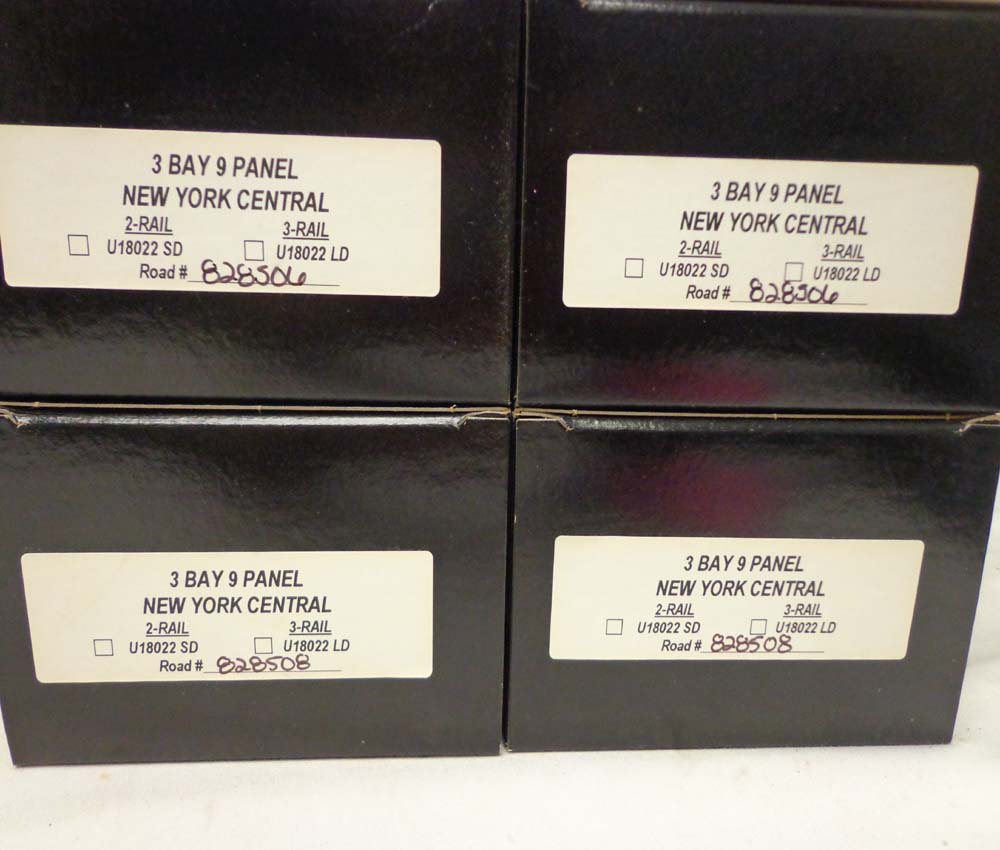 3 BAY 9 PANEL
NEW YORK CENTRAL
2-RAIL 3-RAIL
U18022 SD U18022 LD
Road # 828506
3 BAY 9 PANEL
NEW YORK CENTRAL
2-RAIL 3-RAIL
U18022 SD U18022 LD
Road # 828506
3 BAY 9 PANEL
NEW YORK CENTRAL
2-RAIL 3-RAIL
U18022 SD U18022 LD
Road # 828508
3 BAY 9 PANEL
NEW YORK CENTRAL
2-RAIL 3-RAIL
U18022 SD U18022 LD
Road # 828508